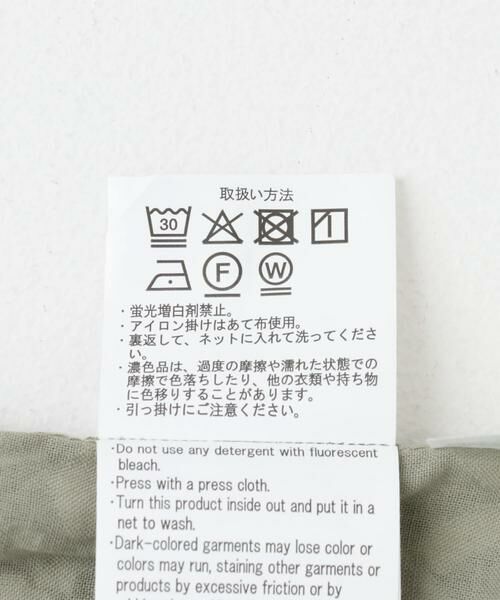 取扱い方法
30
F W
・蛍光増白剤禁止。
・アイロン掛けはあて布使用。
・裏返して、ネットに入れて洗ってくださ
い。
・濃色品は、過度の摩擦や濡れた状態での
摩擦で色落ちしたり、他の衣類や持ち物
に色移りすることがあります。
・引っ掛けにご注意ください。
・Do not use any detergent with fluorescent
bleach.
・Press with a press cloth.
・Turn this product inside out and put it in a
net to wash.
・Dark-colored garments may lose color or
colors may run, staining other garments or
products by excessive friction or by